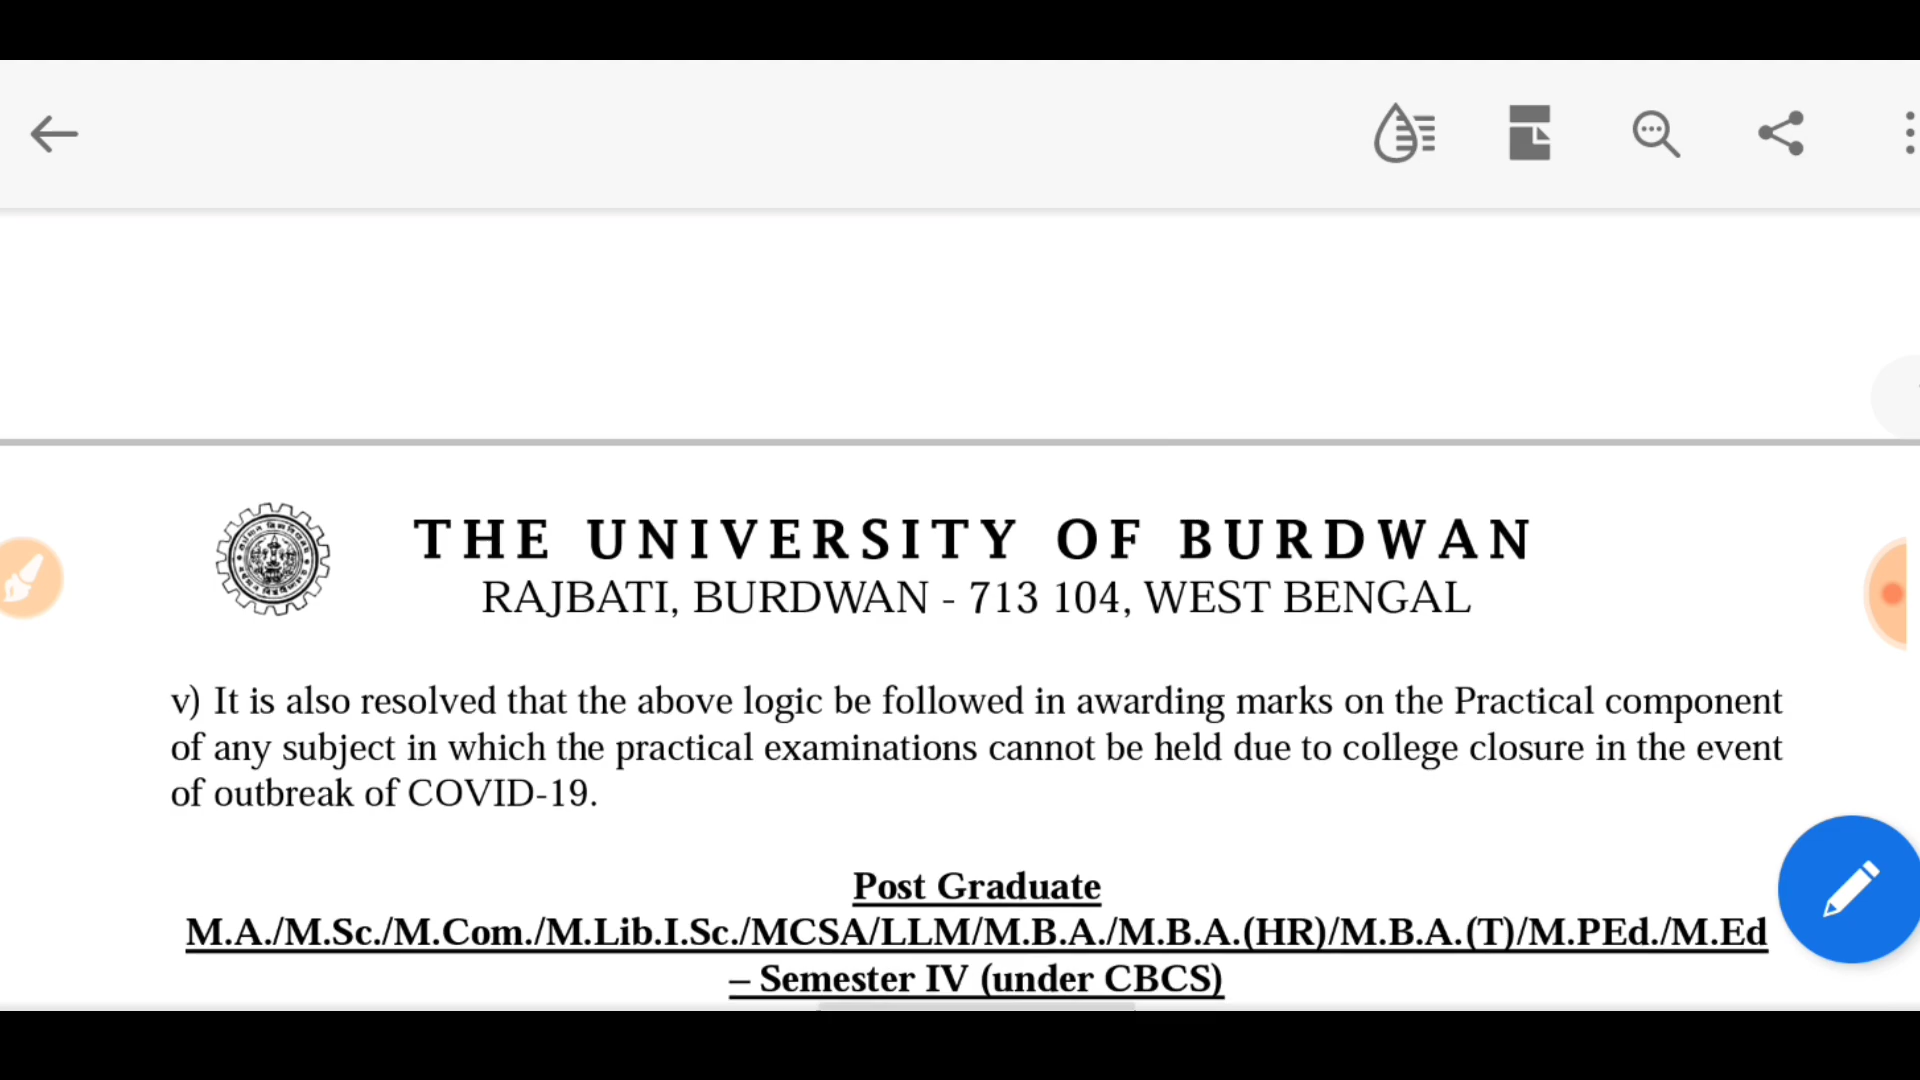 THE UNIVERSITY OF BURDWAN
RAJBATI, BURDWAN - 713 104, WEST BENGAL
v) It is also resolved that the above logic be followed in awarding marks on the Practical component
of any subject in which the practical examinations cannot be held due to college closure in the event
of outbreak of COVID-19.
Post Graduate
M.A./M.Sc./M.Com./M.Lib.I.Sc./MCSA/LLM/M.B.A./M.B.A.(HR)/M.B.A.(T)/M.PEd./M.Ed
– Semester IV (under CBCS)